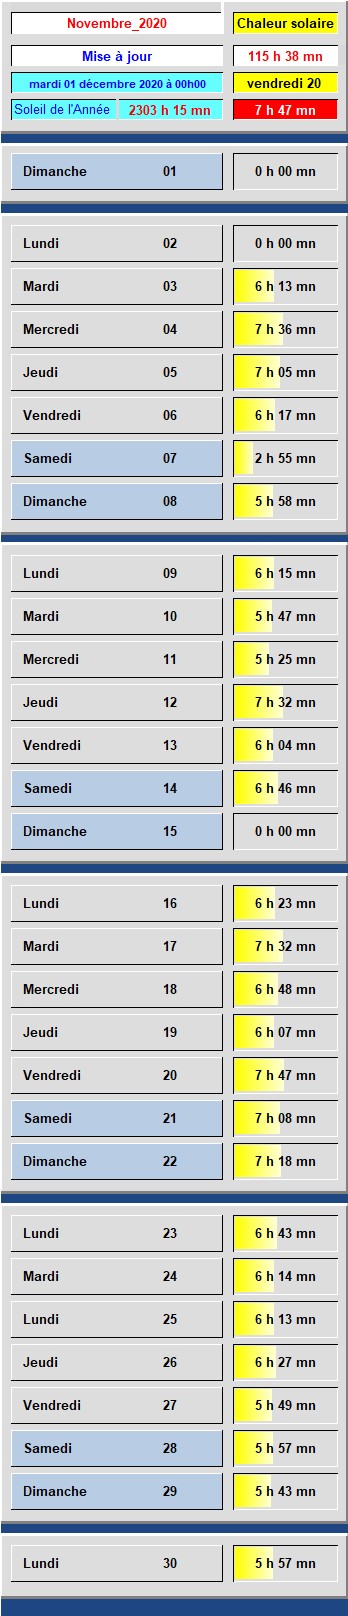 Novembre_2020 Chaleur solaire
Mise à jour 115 h 38 mn
mardi 01 décembre 2020 à 00h00 vendredi 20
Soleil de l'Année 2303 h 15 mn 7 h 47 mn
Dimanche 01 0 h 00 mn
Lundi 02 0 h 00 mn
Mardi 03 6 h 13 mn
Mercredi 04 7 h 36 mn
Jeudi 05 7 h 05 mn
Vendredi 06 6 h 17 mn
Samedi 07 2 h 55 mn
Dimanche 08 5 h 58 mn
Lundi 09 6 h 15 mn
Mardi 10 5 h 47 mn
Mercredi 11 5 h 25 mn
Jeudi 12 7 h 32 mn
Vendredi 13 6 h 04 mn
Samedi 14 6 h 46 mn
Dimanche 15 0 h 00 mn
Lundi 16 6 h 23 mn
Mardi 17 7 h 32 mn
Mercredi 18 6 h 48 mn
Jeudi 19 6 h 07 mn
Vendredi 20 7 h 47 mn
Samedi 21 7 h 08 mn
Dimanche 22 7 h 18 mn
Lundi 23 6 h 43 mn
Mardi 24 6 h 14 mn
Lundi 25 6 h 13 mn
Jeudi 26 6 h 27 mn
Vendredi 27 5 h 49 mn
Samedi 28 5 h 57 mn
Dimanche 29 5 h 43 mn
Lundi 30 5 h 57 mn